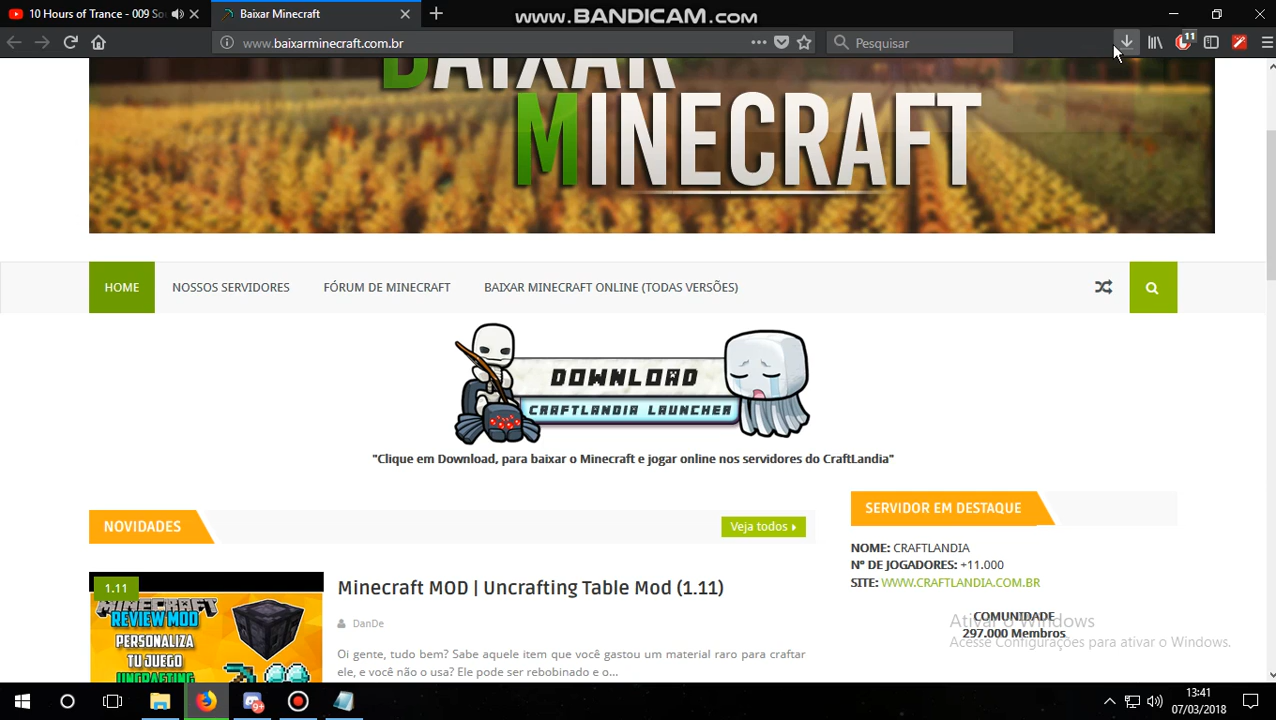 10 Hours of Trance - 009 So
Baixar Minecraft
www.BANDICAM.com
www.baixarminecraft.com.br
Pesquisar
11
BAIXAR
MINECRAFT
HOME
NOSSOS SERVIDORES
FÓRUM DE MINECRAFT
BAIXAR MINECRAFT ONLINE (TODAS VERSÕES)
DOWNLOAD
CRAFTLANDIA LAUNCHER
"Clique em Download, para baixar o Minecraft e jogar online nos servidores do CraftLandia"
NOVIDADES
Veja todos
SERVIDOR EM DESTAQUE
NOME: CRAFTLANDIA
Nº DE JOGADORES: +11.000
SITE: WWW.CRAFTLANDIA.COM.BR
COMUNIDADE
297.000 Membros
Ativar o Windows
Acesse Configurações para ativar o Windows.
1.11
MINECRAFT
REVIEW MOD
PERSONALIZA
TU JUEGO
UNCRAFTING
Minecraft MOD | Uncrafting Table Mod (1.11)
DanDe
Oi gente, tudo bem? Sabe aquele item que você gastou um material raro para craftar
ele, e você não o usa? Ele pode ser rebobinado e o...
9+
13:41
07/03/2018